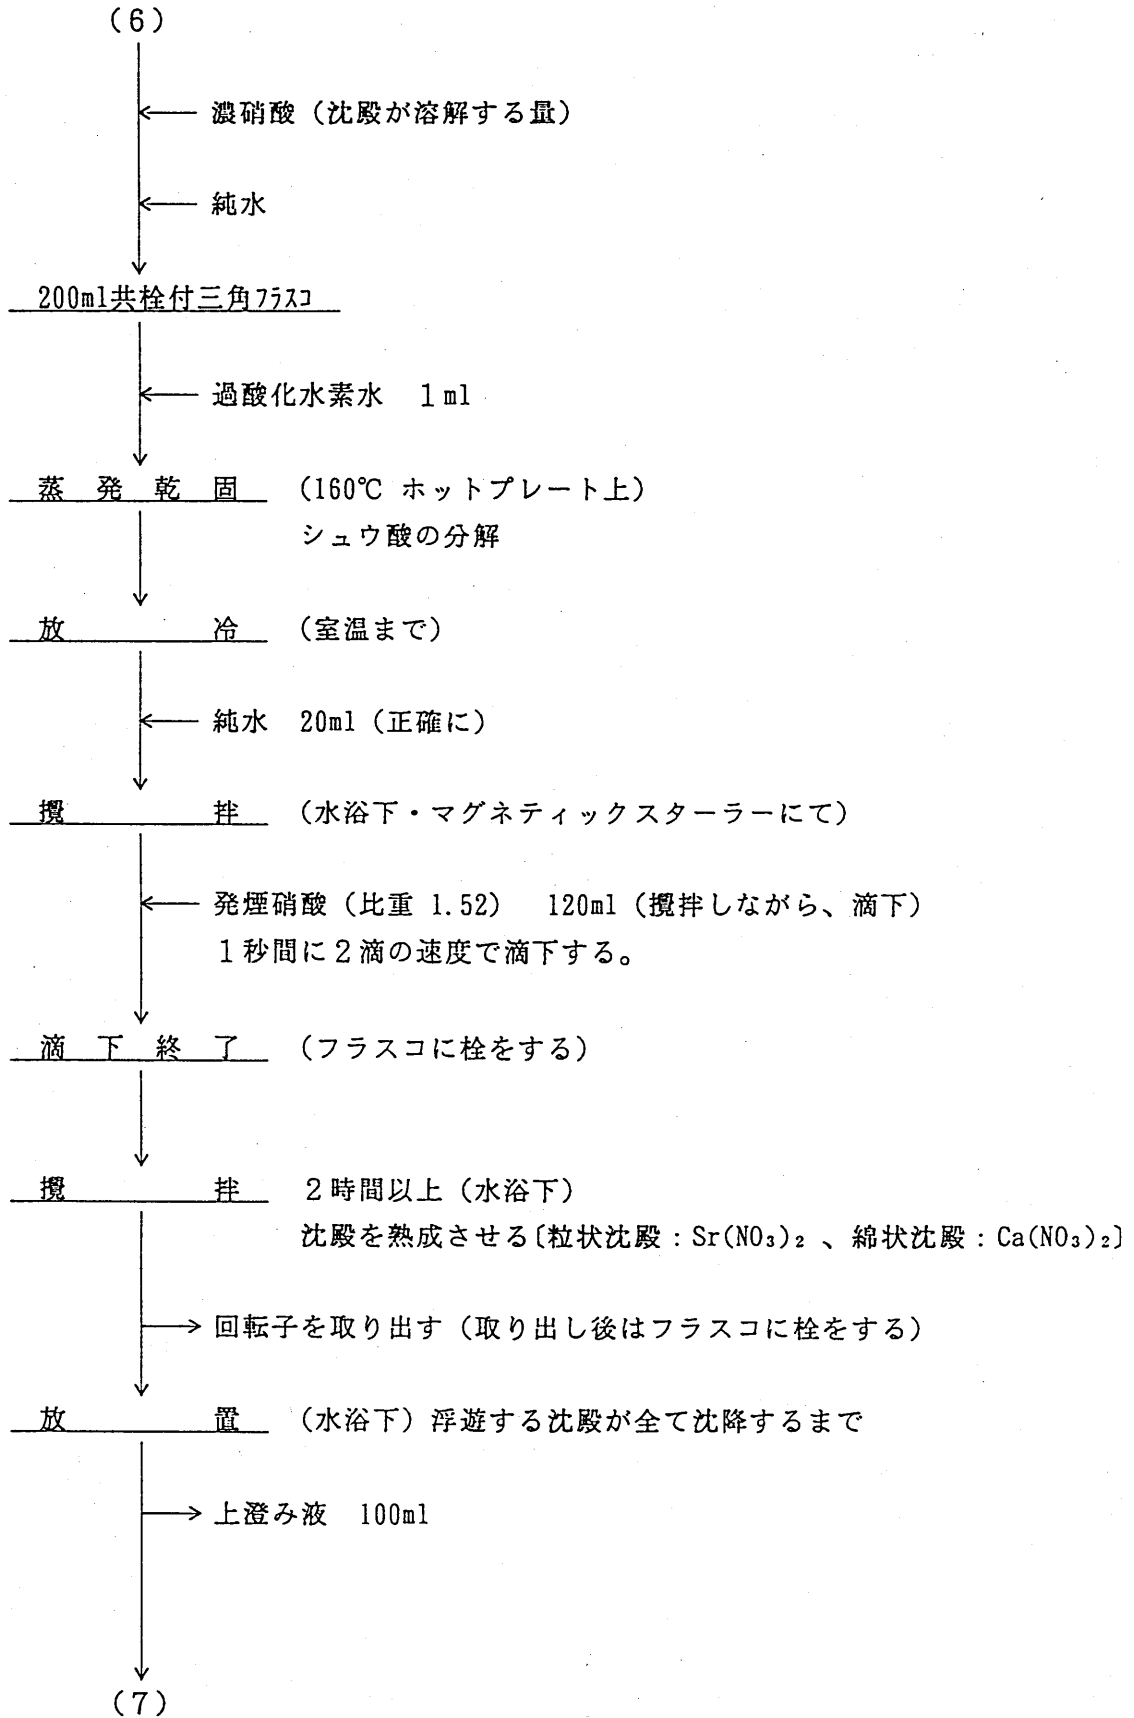 (6)
濃硝酸（沈殿が溶解する量）
純水
200ml共栓付三角フラスコ
過酸化水素水　1ml
蒸発乾固　（160℃ ホットプレート上）
シュウ酸の分解
放冷　（室温まで）
純水　20ml（正確に）
攪拌　（水浴下・マグネティックスターラーにて）
発煙硝酸（比重 1.52）　120ml（攪拌しながら、滴下）
1秒間に2滴の速度で滴下する。
滴下終了　（フラスコに栓をする）
攪拌　2時間以上（水浴下）
沈殿を熟成させる〔粒状沈殿：Sr(NO₃)₂ 、綿状沈殿：Ca(NO₃)₂〕
回転子を取り出す（取り出し後はフラスコに栓をする）
放置　（水浴下）浮遊する沈殿が全て沈降するまで
上澄み液　100ml
(7)